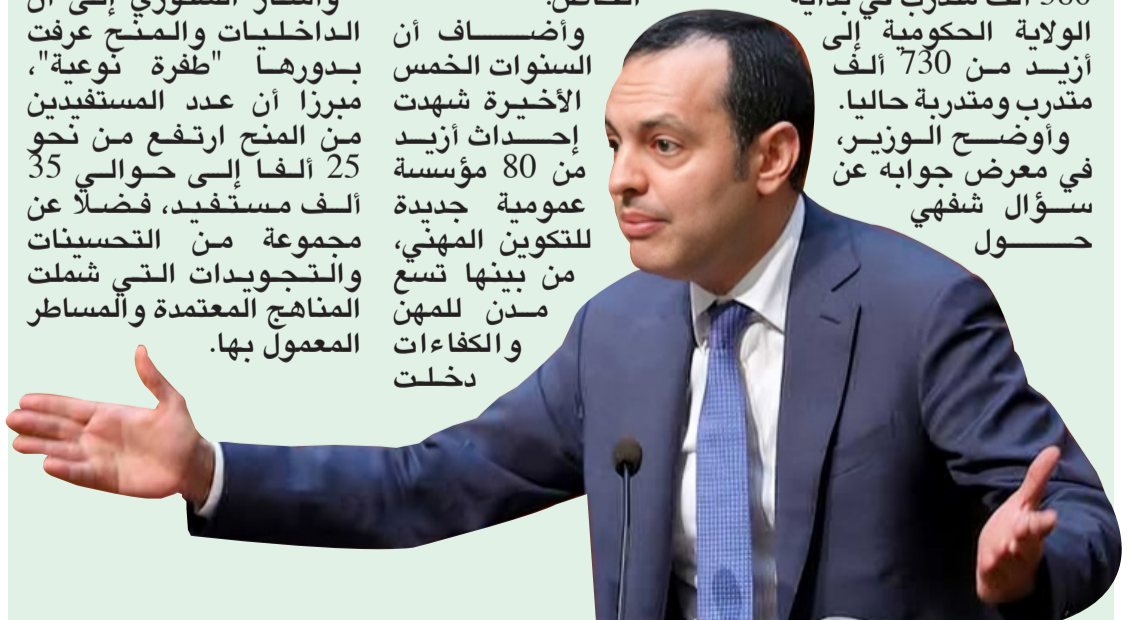 متدرب في بداية
الولاية الحكومية إلى
أزيد من 730 ألف
متدرب ومتدربة حاليا.
وأوضح الوزير،
في معرض جوابه عن
سؤال شفهي
حول
وأضاف أن
السنوات الخمس
الأخيرة شهدت
إحداث أزيد
من 80 مؤسسة
عمومية جديدة
للتكوين المهني،
من بينها تسع
مدن للمهن
والكفاءات
دخلت
الداخليات والمنح عرفت
بدورها "طفرة نوعية"،
مبرزا أن عدد المستفيدين
من المنح ارتفع من نحو
25 ألفا إلى حوالي 35
ألف مستفيد، فضلا عن
مجموعة من التحسينات
والتجويدات التي شملت
المناهج المعتمدة والمساطر
المعمول بها.